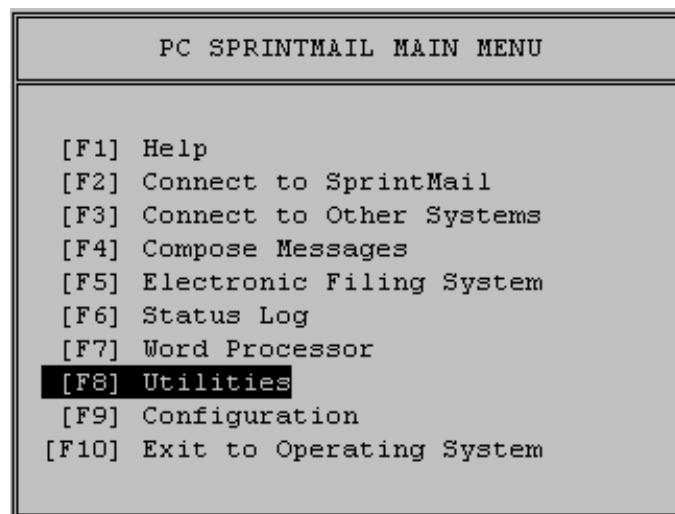 PC SPRINTMAIL MAIN MENU
[F1] Help
[F2] Connect to SprintMail
[F3] Connect to Other Systems
[F4] Compose Messages
[F5] Electronic Filing System
[F6] Status Log
[F7] Word Processor
[F8] Utilities
[F9] Configuration
[F10] Exit to Operating System